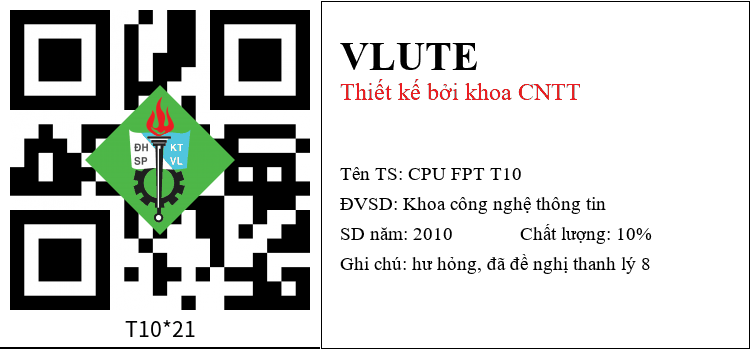 ĐH KT
SP VL
T10*21
VLUTE
Thiết kế bởi khoa CNTT
Tên TS: CPU FPT T10
ĐVSD: Khoa công nghệ thông tin
SD năm: 2010 Chất lượng: 10%
Ghi chú: hư hỏng, đã đề nghị thanh lý 8